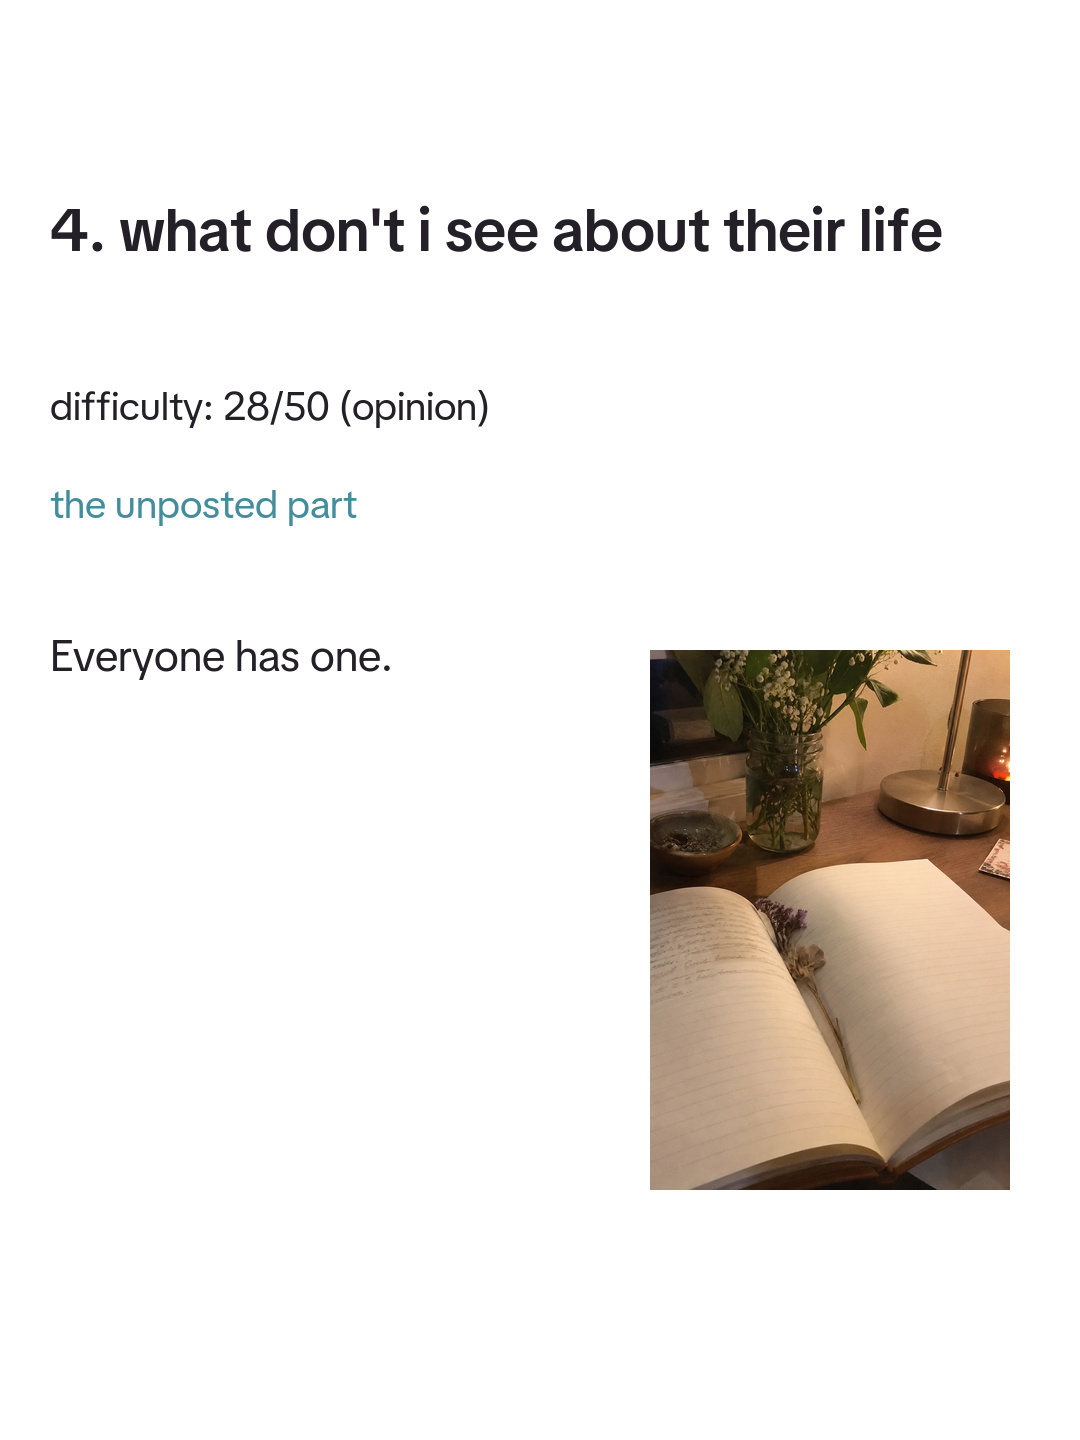 4. what don't i see about their life
difficulty: 28/50 (opinion)
the unposted part
Everyone has one.